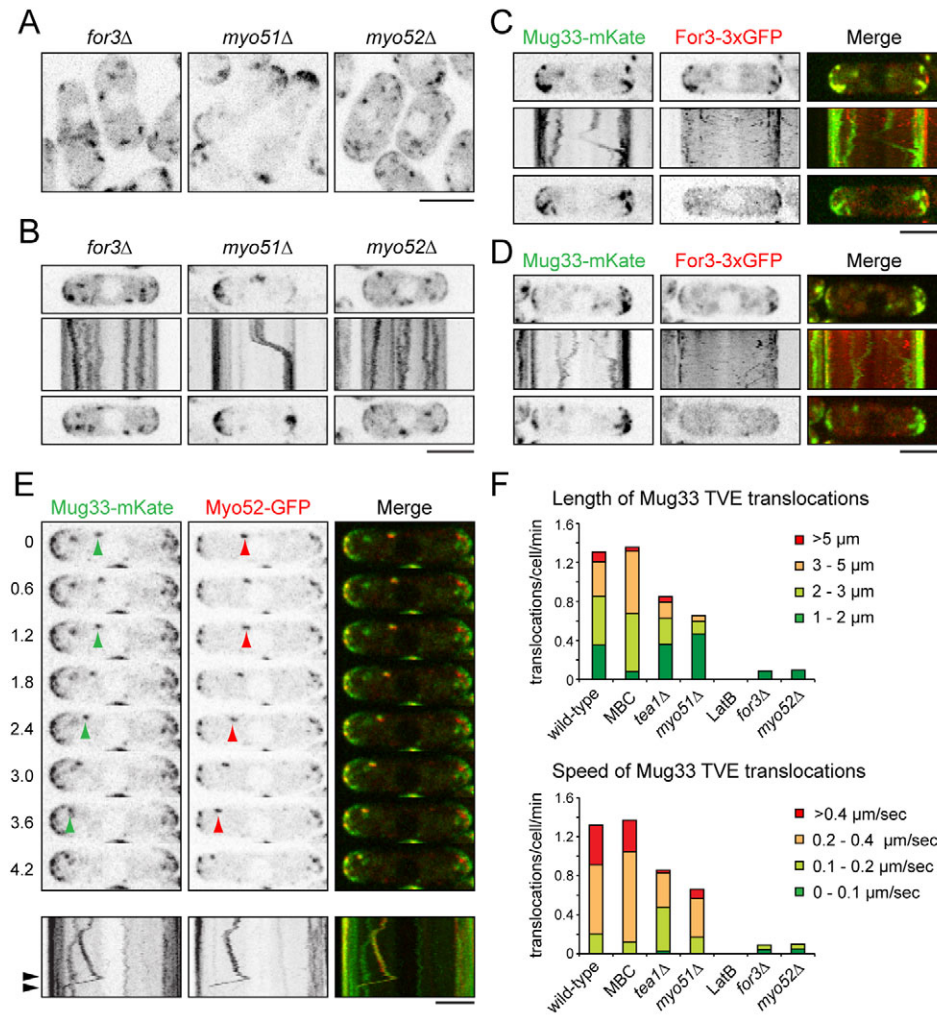 A
for3Δ myo51Δ myo52Δ
B
for3Δ myo51Δ myo52Δ
C
Mug33-mKate For3-3xGFP Merge
D
Mug33-mKate For3-3xGFP Merge
E
Mug33-mKate Myo52-GFP Merge
0
0.6
1.2
1.8
2.4
3.0
3.6
4.2
F
Length of Mug33 TVE translocations
translocations/cell/min
1.6
1.2
0.8
0.4
0
>5 µm
3 - 5 µm
2 - 3 µm
1 - 2 µm
wild-type MBC tea1Δ myo51Δ LatB for3Δ myo52Δ
Speed of Mug33 TVE translocations
translocations/cell/min
1.6
1.2
0.8
0.4
0
>0.4 µm/sec
0.2 - 0.4 µm/sec
0.1 - 0.2 µm/sec
0 - 0.1 µm/sec
wild-type MBC tea1Δ myo51Δ LatB for3Δ myo52Δ